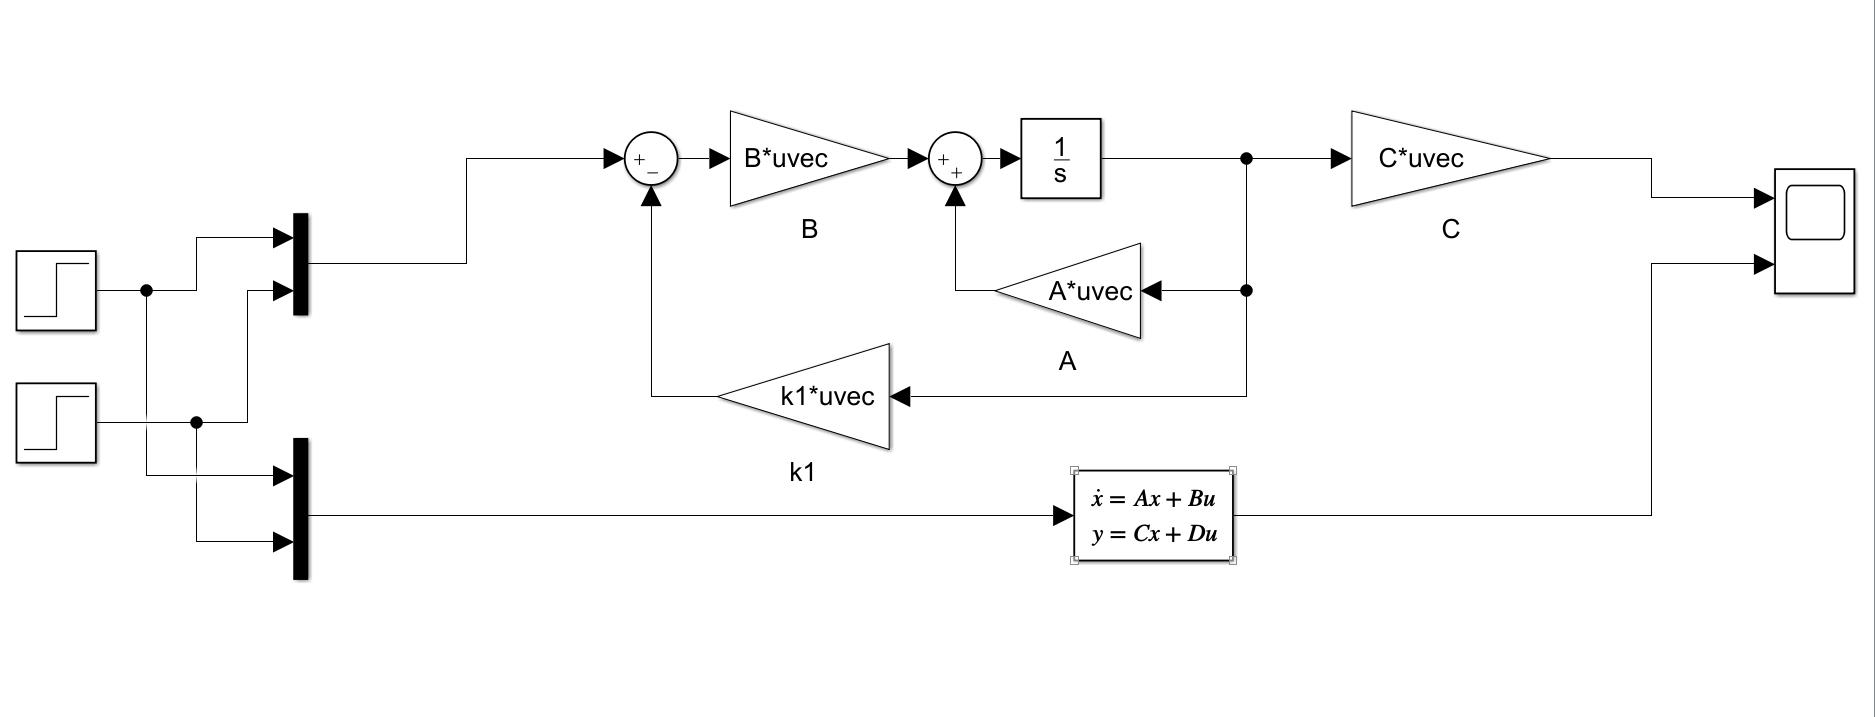 +
−
B*uvec
B
+
+
1
s
C*uvec
C
A*uvec
A
k1*uvec
k1
ẋ = Ax + Bu
y = Cx + Du